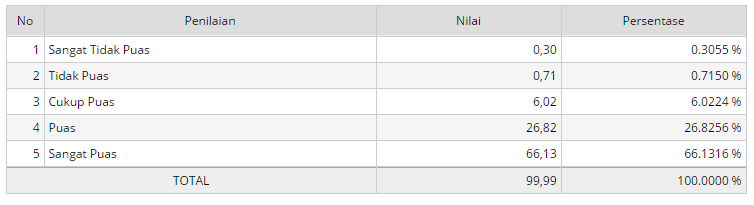 No Penilaian Nilai Persentase
1 Sangat Tidak Puas 0,30 0.3055 %
2 Tidak Puas 0,71 0.7150 %
3 Cukup Puas 6,02 6.0224 %
4 Puas 26,82 26.8256 %
5 Sangat Puas 66,13 66.1316 %
TOTAL 99,99 100.0000 %